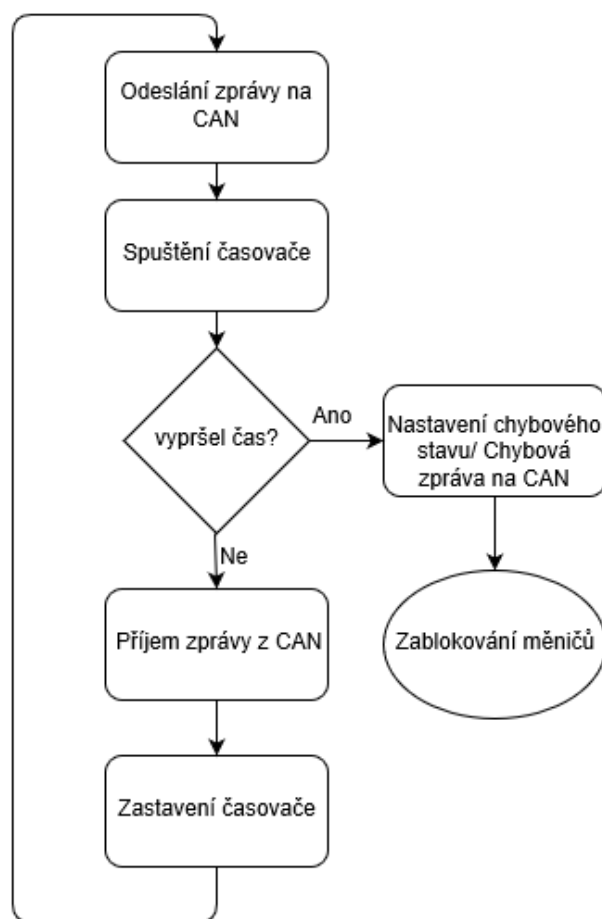 Odeslání zprávy na
CAN
Spuštění časovače
vypršel čas?
Ano
Nastavení chybového
stavu/ Chybová
zpráva na CAN
Ne
Příjem zprávy z CAN
Zablokování měničů
Zastavení časovače